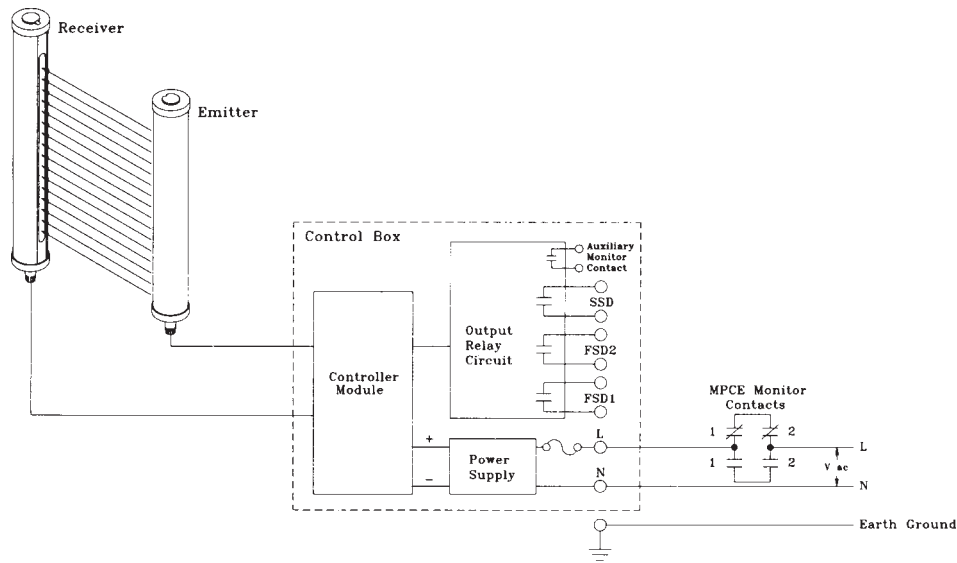 Receiver
Emitter
Control Box
Auxiliary
Monitor
Contact
SSD
Output
Relay
Circuit
FSD2
Controller
Module
FSD1
MPCE Monitor
Contacts
1
2
+
L
L
Power
Supply
1
2
V ac
−
N
N
Earth Ground